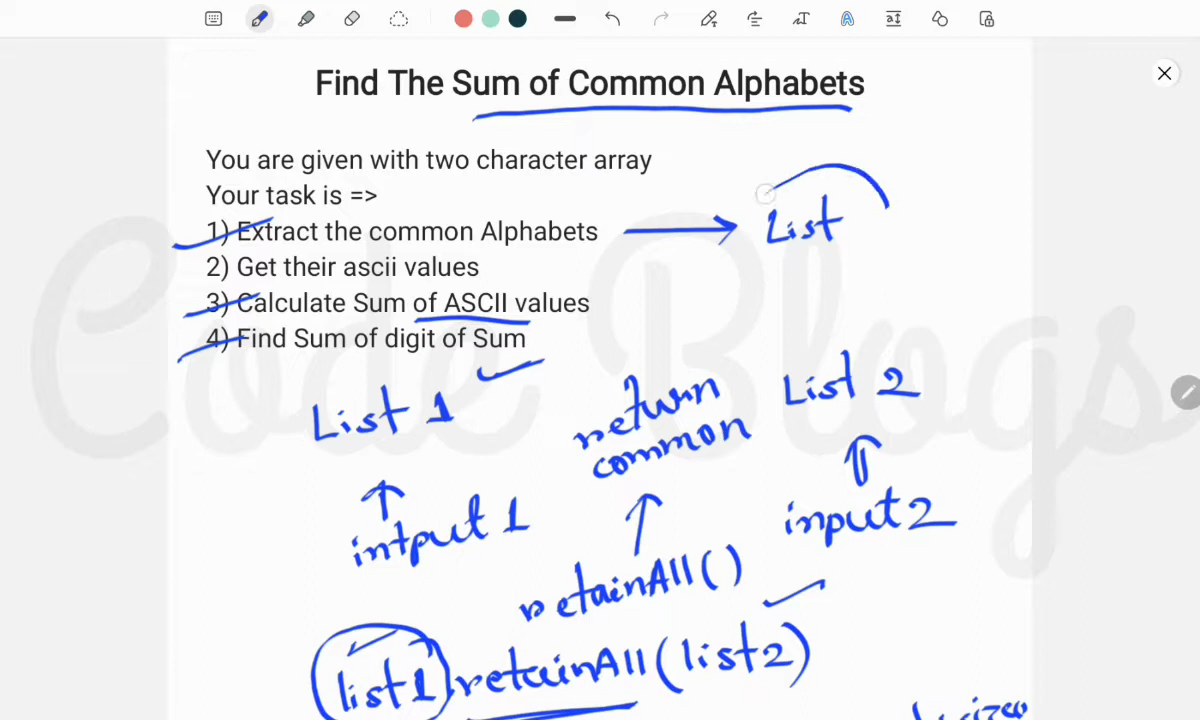 Find The Sum of Common Alphabets
You are given with two character array
Your task is =>
1) Extract the common Alphabets → List
2) Get their ascii values
3) Calculate Sum of ASCII values
4) Find Sum of digit of Sum
List 1
return
common
List 2
intput 1
input 2
retainAll()
list1.retainAll(list2)
Code Blogs